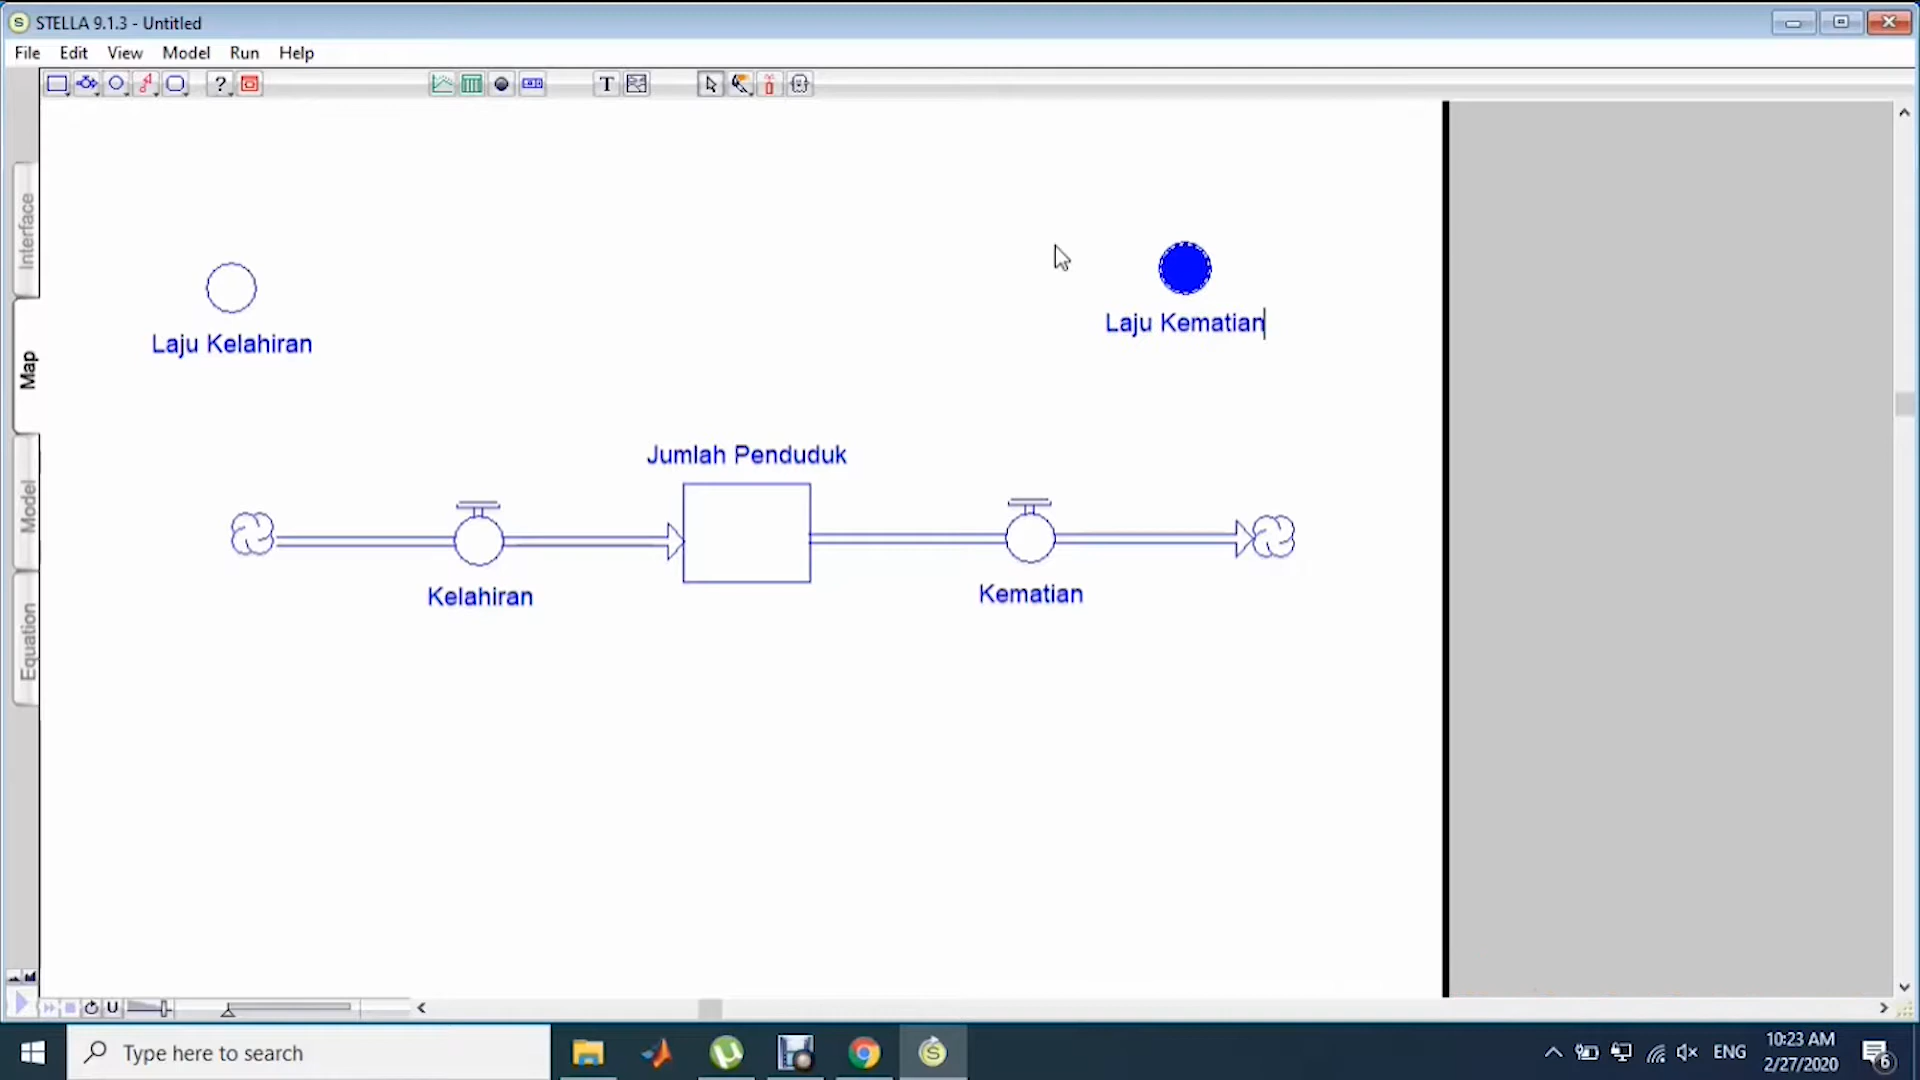 STELLA 9.1.3 - Untitled
File Edit View Model Run Help
T
Interface
Map
Model
Equation
Laju Kelahiran
Laju Kematian
Jumlah Penduduk
Kelahiran
Kematian
U
Type here to search
ENG
10:23 AM
2/27/2020
6